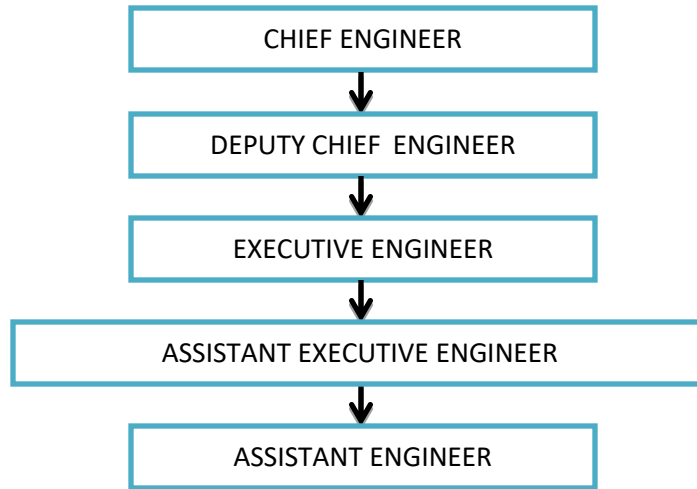 CHIEF ENGINEER
DEPUTY CHIEF ENGINEER
EXECUTIVE ENGINEER
ASSISTANT EXECUTIVE ENGINEER
ASSISTANT ENGINEER